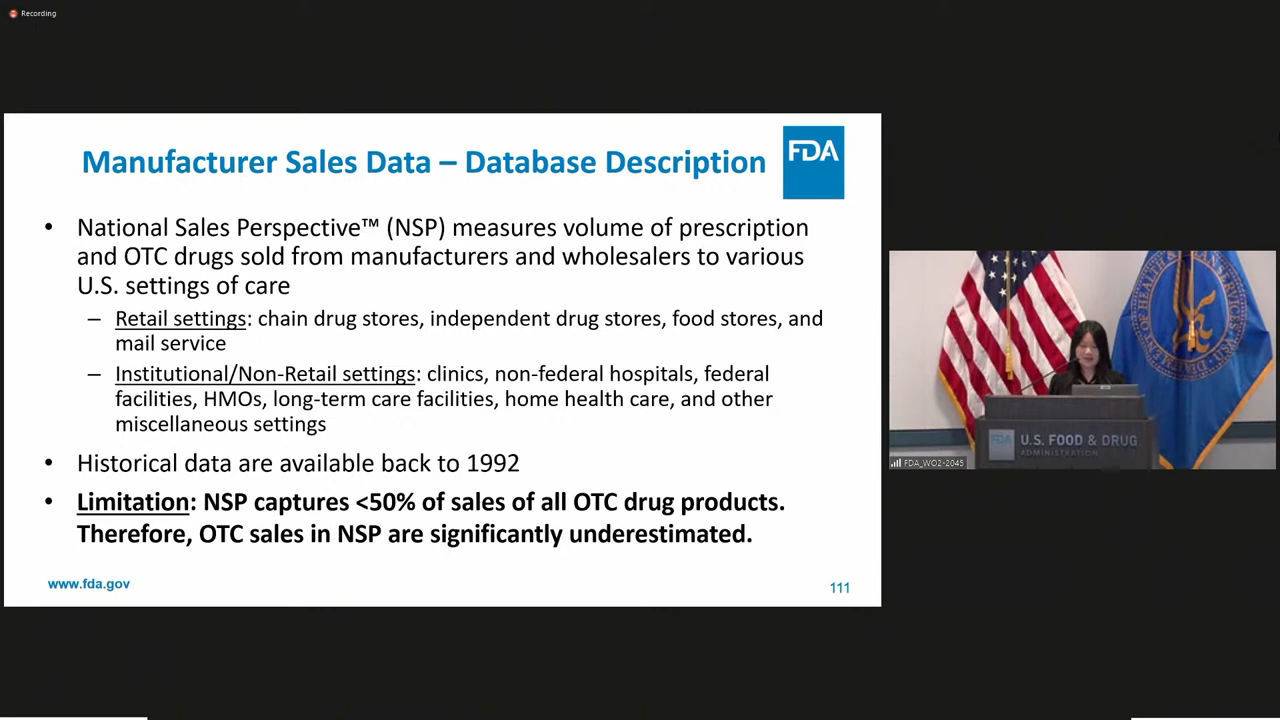 Recording
Manufacturer Sales Data – Database Description
FDA
• National Sales Perspective™ (NSP) measures volume of prescription
and OTC drugs sold from manufacturers and wholesalers to various
U.S. settings of care
– Retail settings: chain drug stores, independent drug stores, food stores, and
mail service
– Institutional/Non-Retail settings: clinics, non-federal hospitals, federal
facilities, HMOs, long-term care facilities, home health care, and other
miscellaneous settings
• Historical data are available back to 1992
• Limitation: NSP captures <50% of sales of all OTC drug products.
Therefore, OTC sales in NSP are significantly underestimated.
www.fda.gov
111
FDA
U.S. FOOD & DRUG
ADMINISTRATION
FDA_WO2-2045